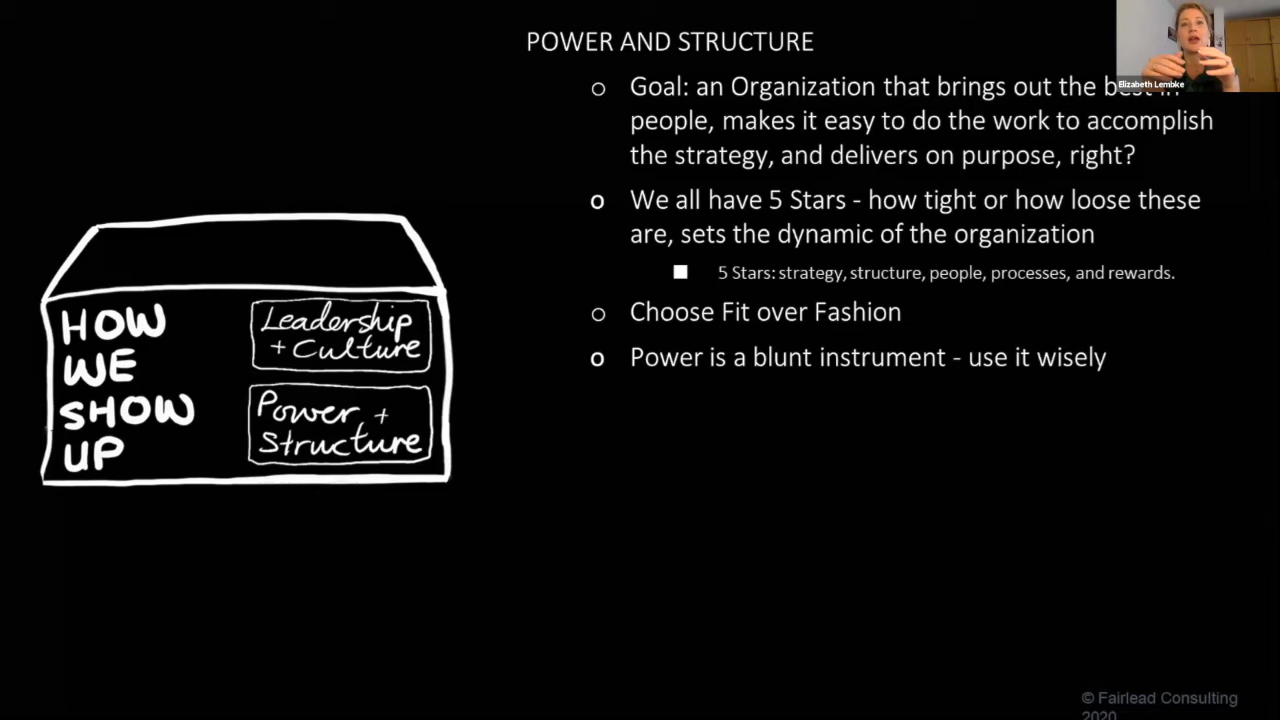 POWER AND STRUCTURE
Elizabeth Lembke
o Goal: an Organization that brings out the best in
people, makes it easy to do the work to accomplish
the strategy, and delivers on purpose, right?
o We all have 5 Stars - how tight or how loose these
are, sets the dynamic of the organization
■ 5 Stars: strategy, structure, people, processes, and rewards.
o Choose Fit over Fashion
o Power is a blunt instrument - use it wisely
HOW
WE
SHOW
UP
Leadership
+ Culture
Power +
Structure
© Fairlead Consulting
2020